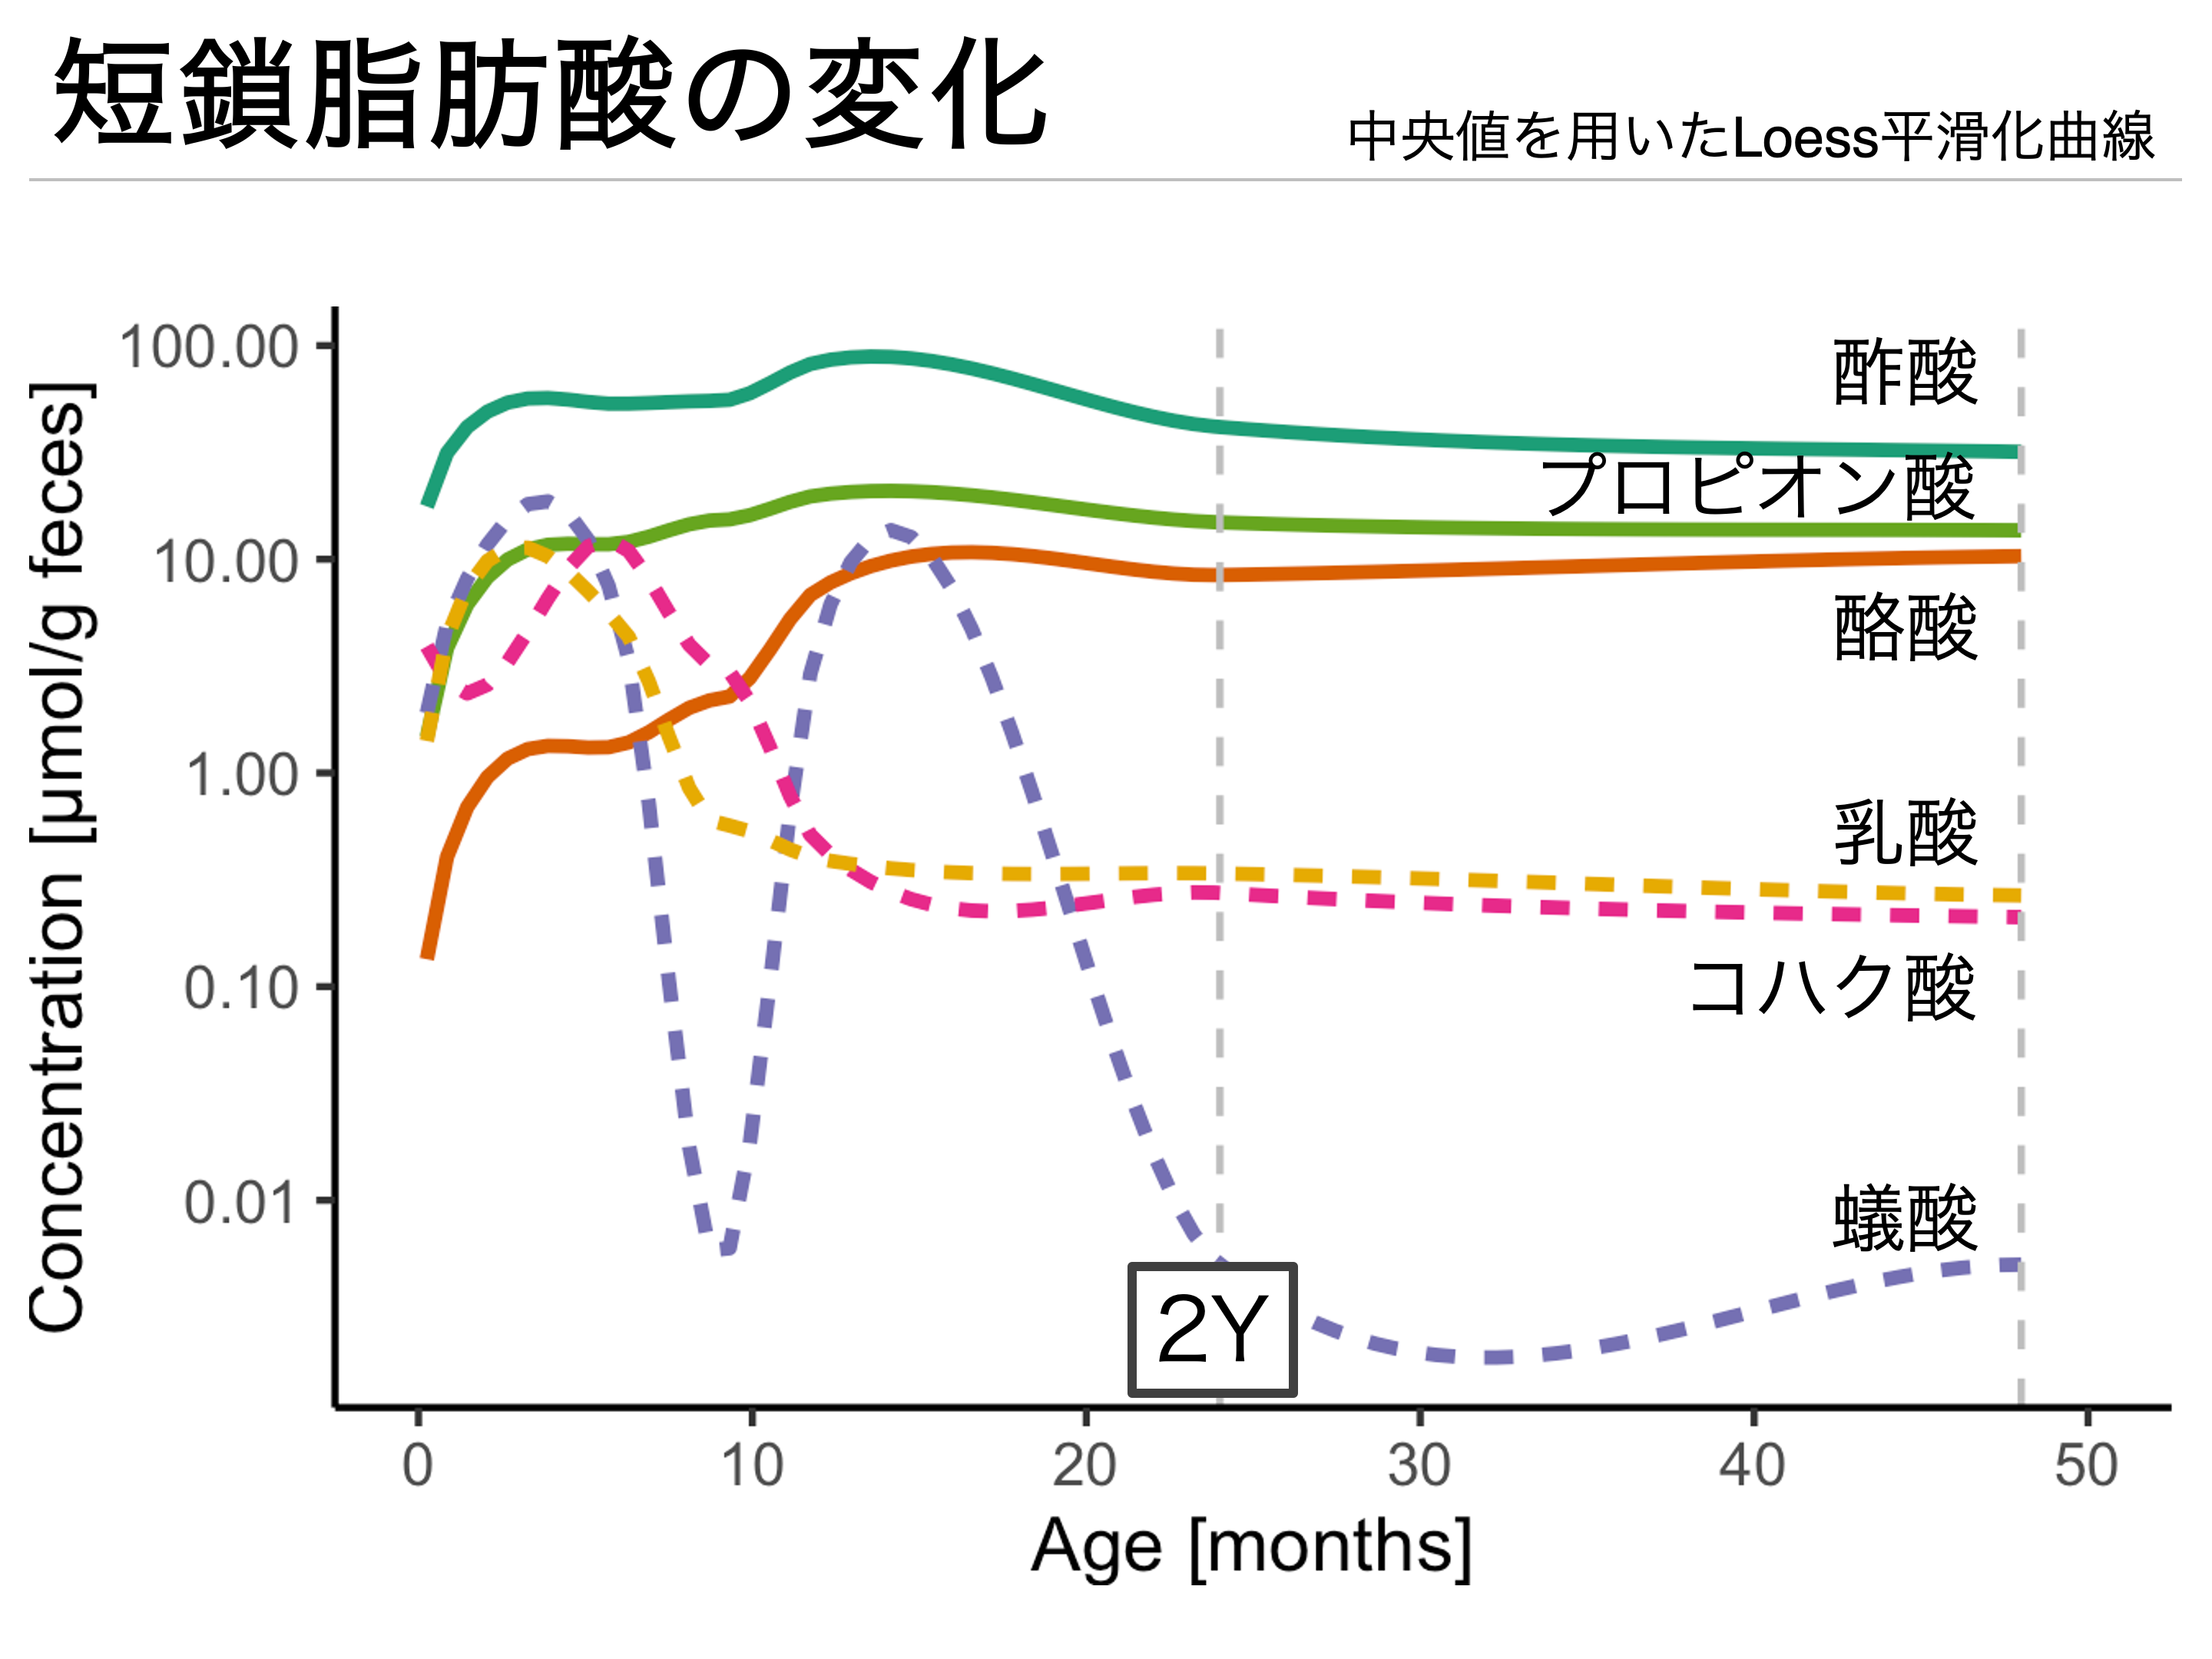 短鎖脂肪酸の変化
中央値を用いたLoess平滑化曲線
Concentration [µmol/g feces]
100.00
10.00
1.00
0.10
0.01
酢酸
プロピオン酸
酪酸
乳酸
コハク酸
蟻酸
2Y
0 10 20 30 40 50
Age [months]